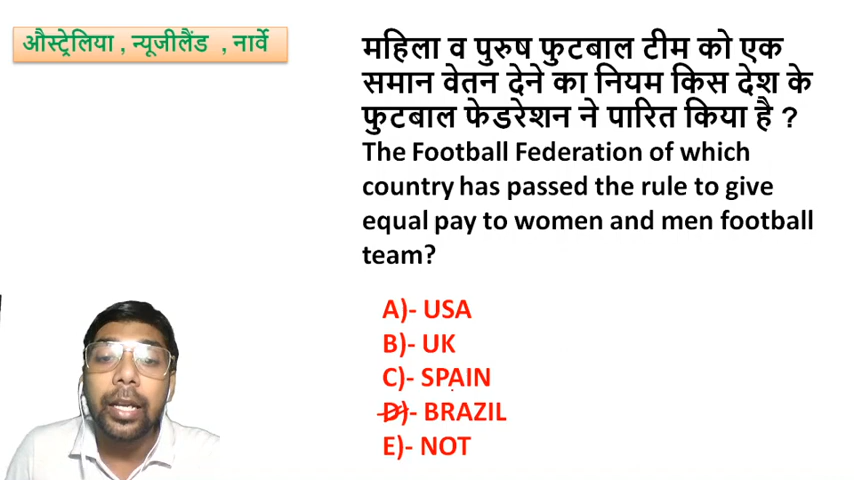 औस्ट्रेलिया , न्यूजीलैंड , नार्वे
महिला व पुरुष फुटबाल टीम को एक
समान वेतन देने का नियम किस देश के
फुटबाल फेडरेशन ने पारित किया है ?
The Football Federation of which
country has passed the rule to give
equal pay to women and men football
team?
A)- USA
B)- UK
C)- SPAIN
D)- BRAZIL
E)- NOT